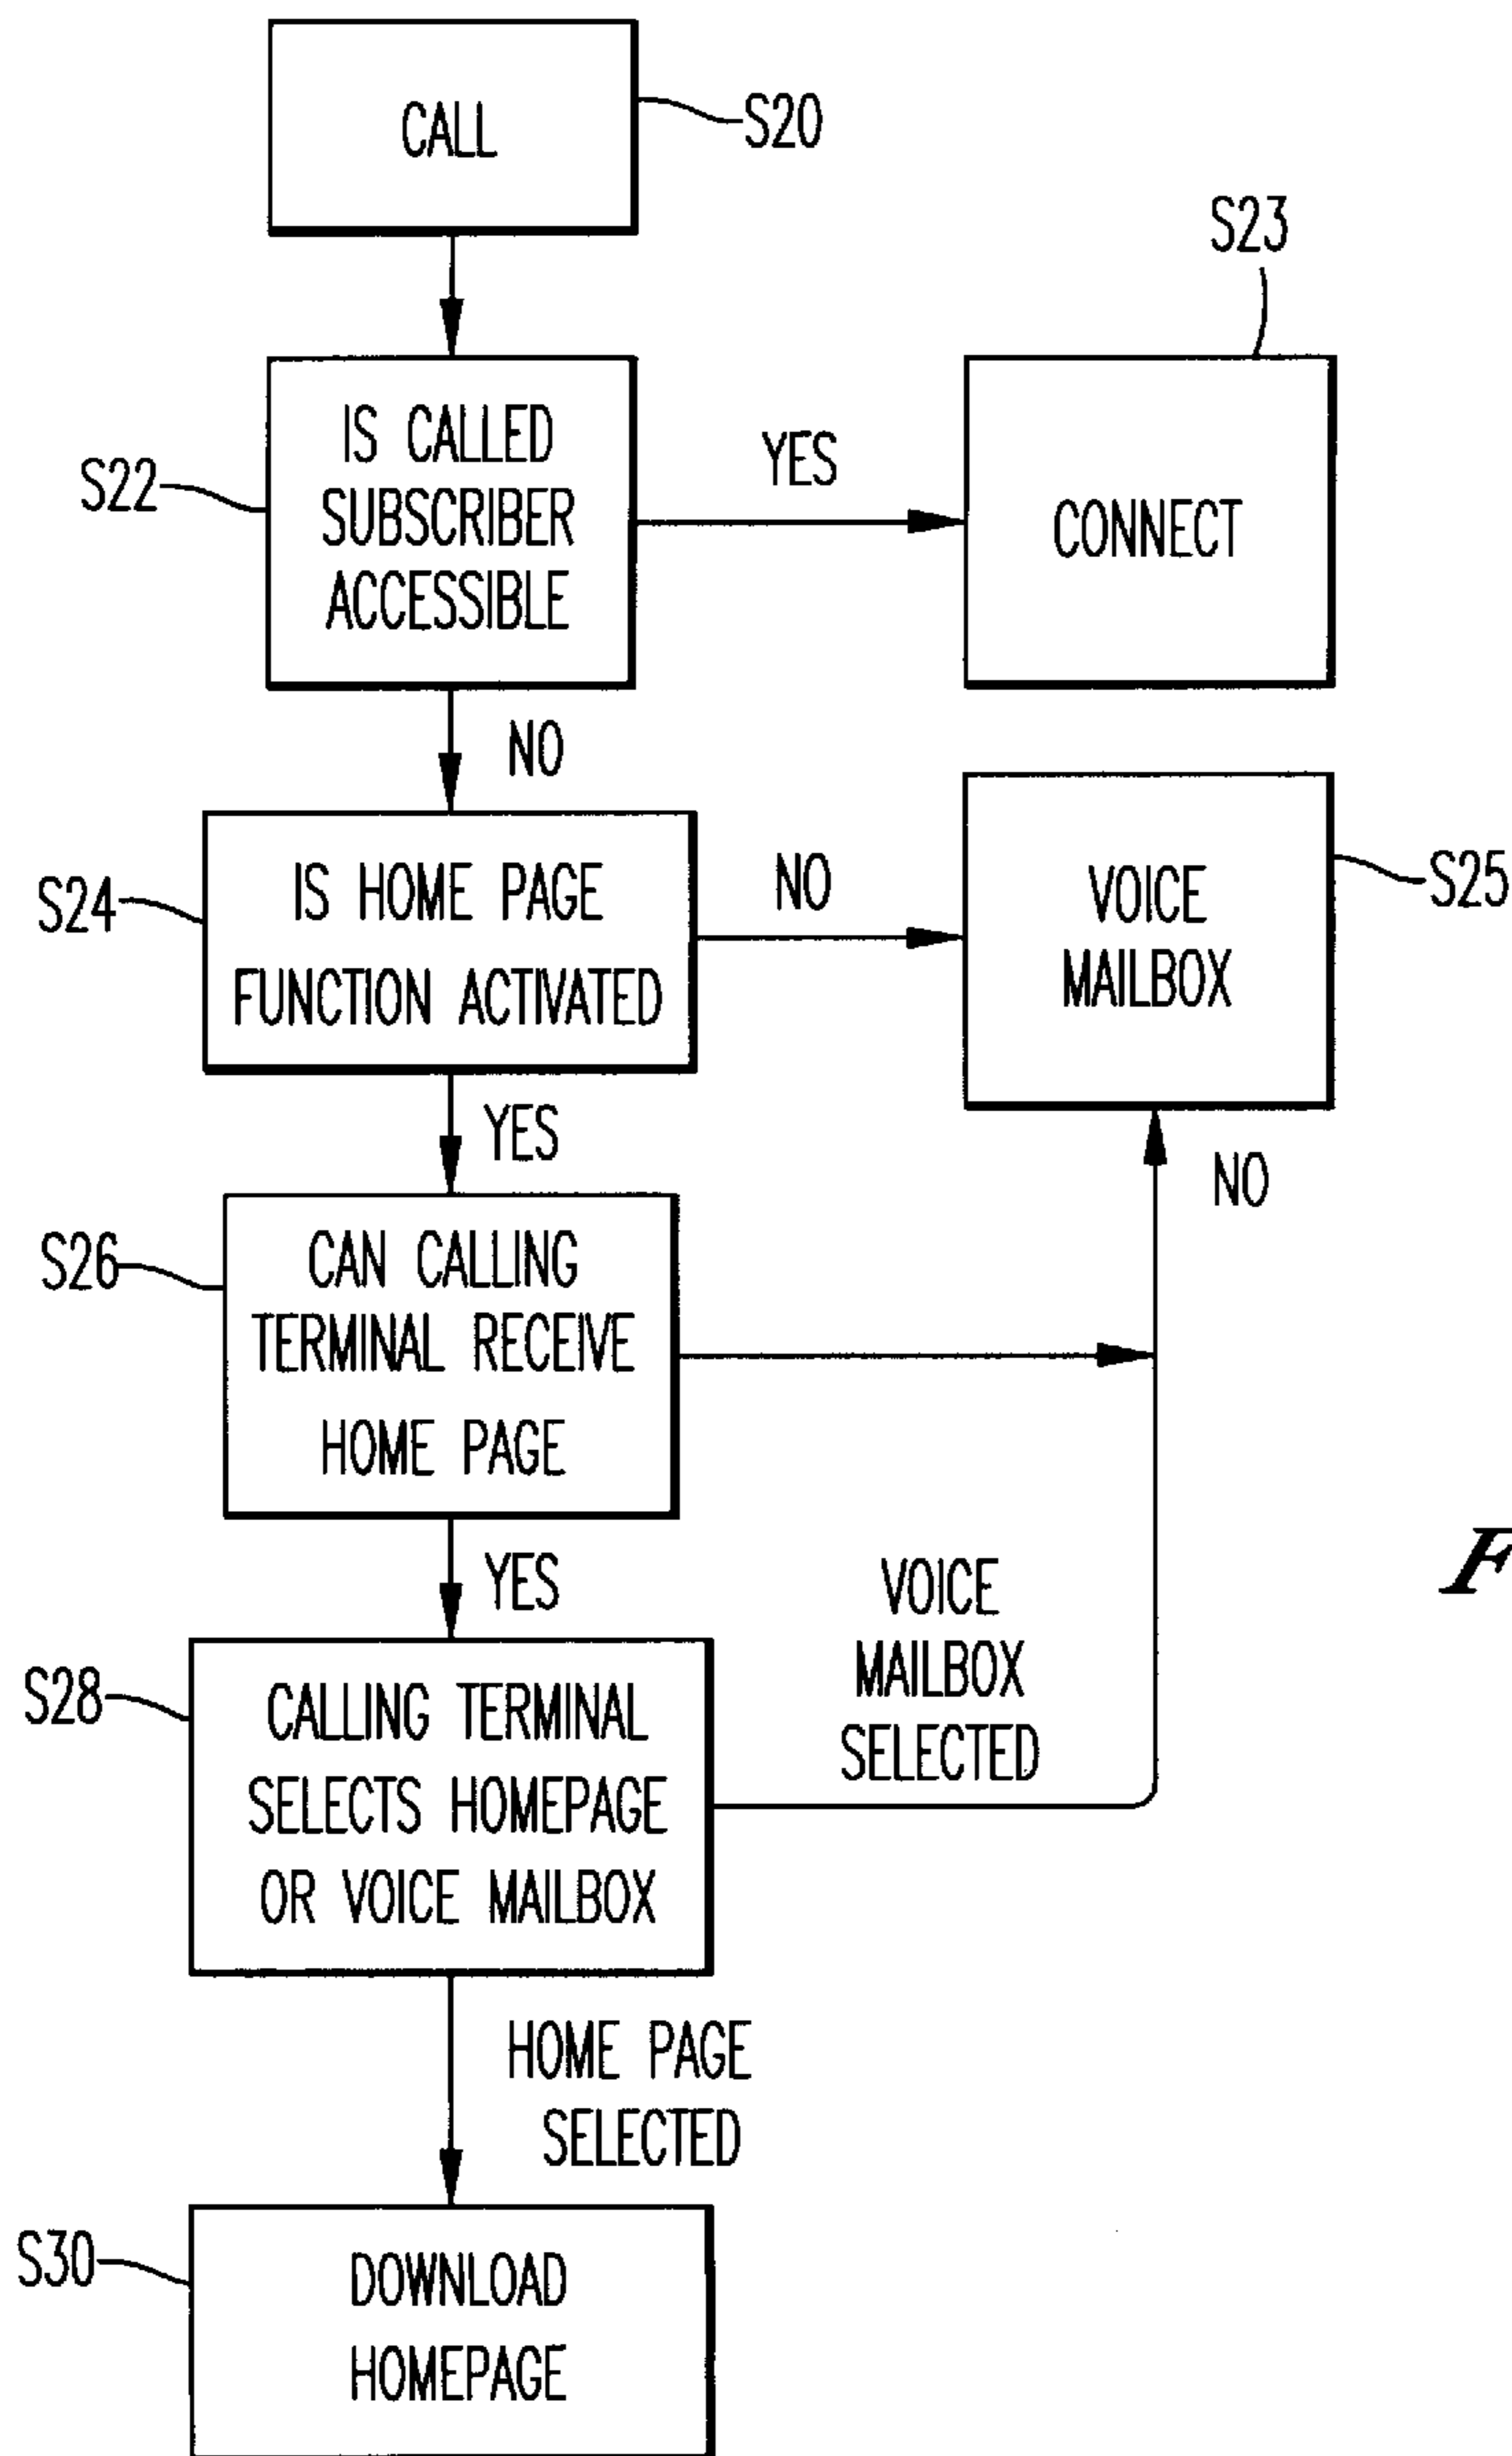 CALL
S20
S23
IS CALLED
SUBSCRIBER
ACCESSIBLE
S22
YES
CONNECT
NO
IS HOME PAGE
FUNCTION ACTIVATED
S24
NO
VOICE
MAILBOX
S25
YES
NO
CAN CALLING
TERMINAL RECEIVE
HOME PAGE
S26
YES
VOICE
MAILBOX
SELECTED
F
CALLING TERMINAL
SELECTS HOMEPAGE
OR VOICE MAILBOX
S28
HOME PAGE
SELECTED
S30
DOWNLOAD
HOMEPAGE